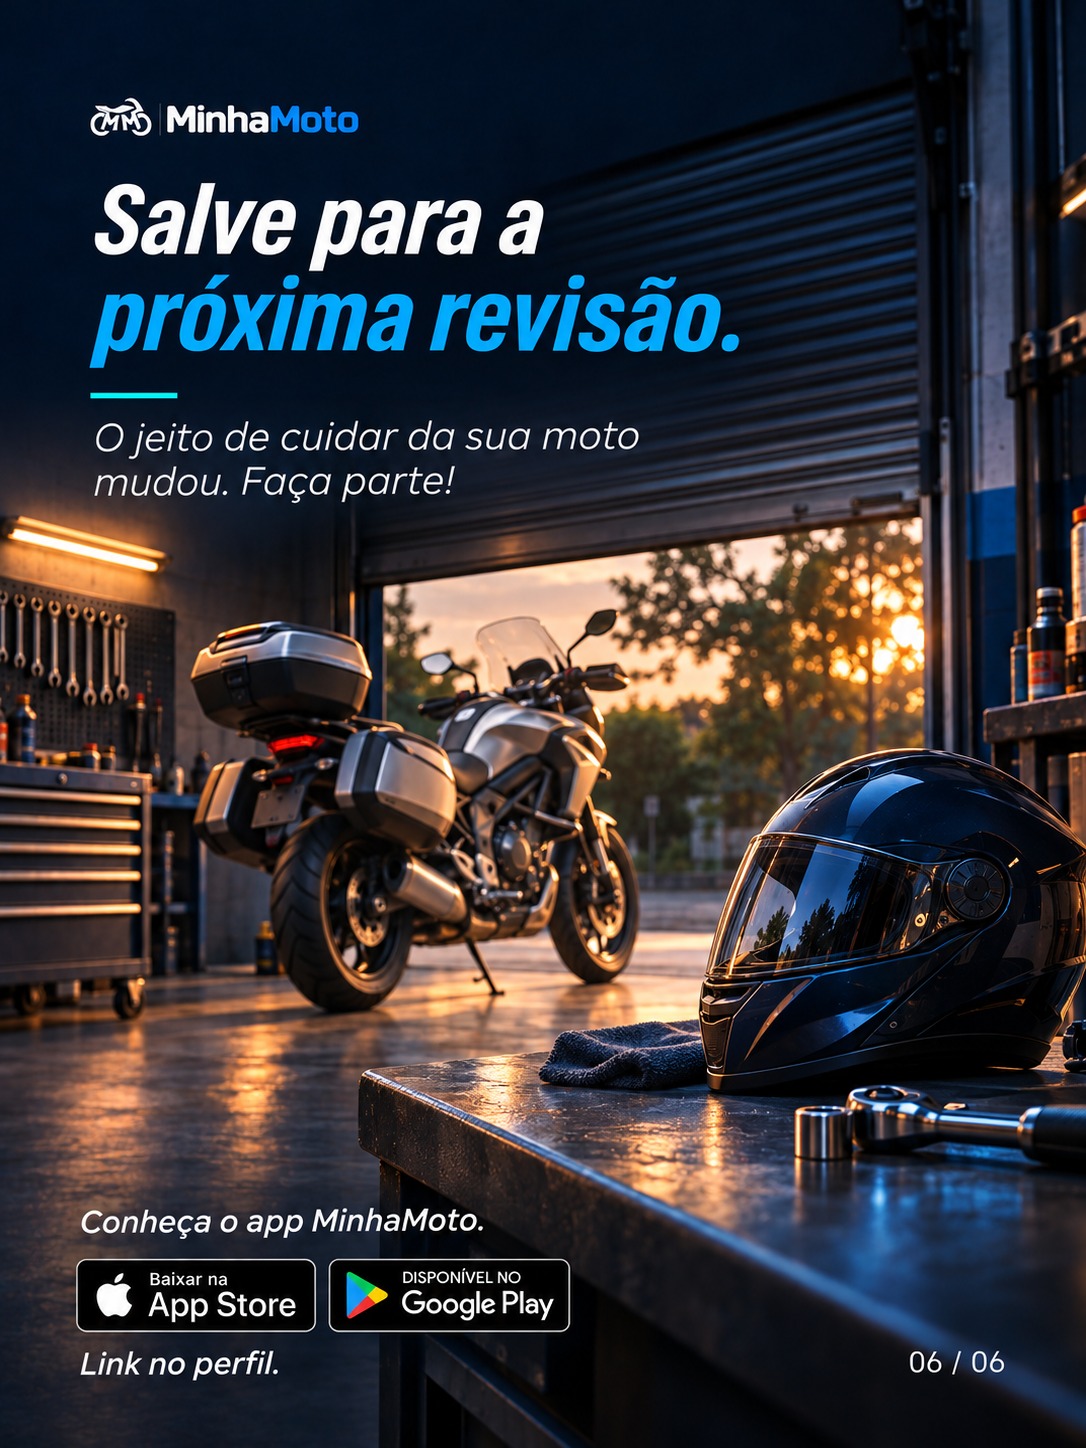 MM MinhaMoto
Salve para a
próxima revisão.
O jeito de cuidar da sua moto
mudou. Faça parte!
Conheça o app MinhaMoto.
Baixar na
App Store
DISPONÍVEL NO
Google Play
Link no perfil.
06 / 06